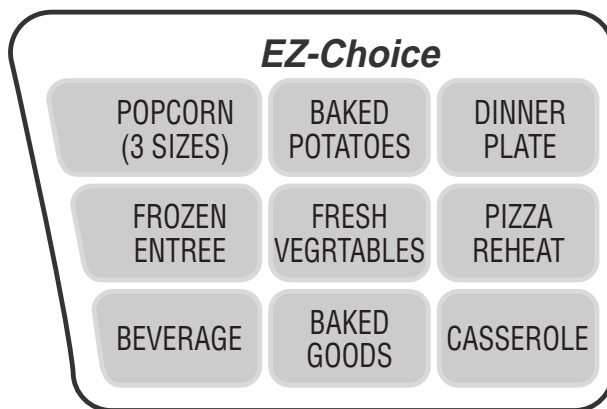 EZ-Choice
POPCORN
(3 SIZES)
BAKED
POTATOES
DINNER
PLATE
FROZEN
ENTREE
FRESH
VEGRTABLES
PIZZA
REHEAT
BEVERAGE
BAKED
GOODS
CASSEROLE